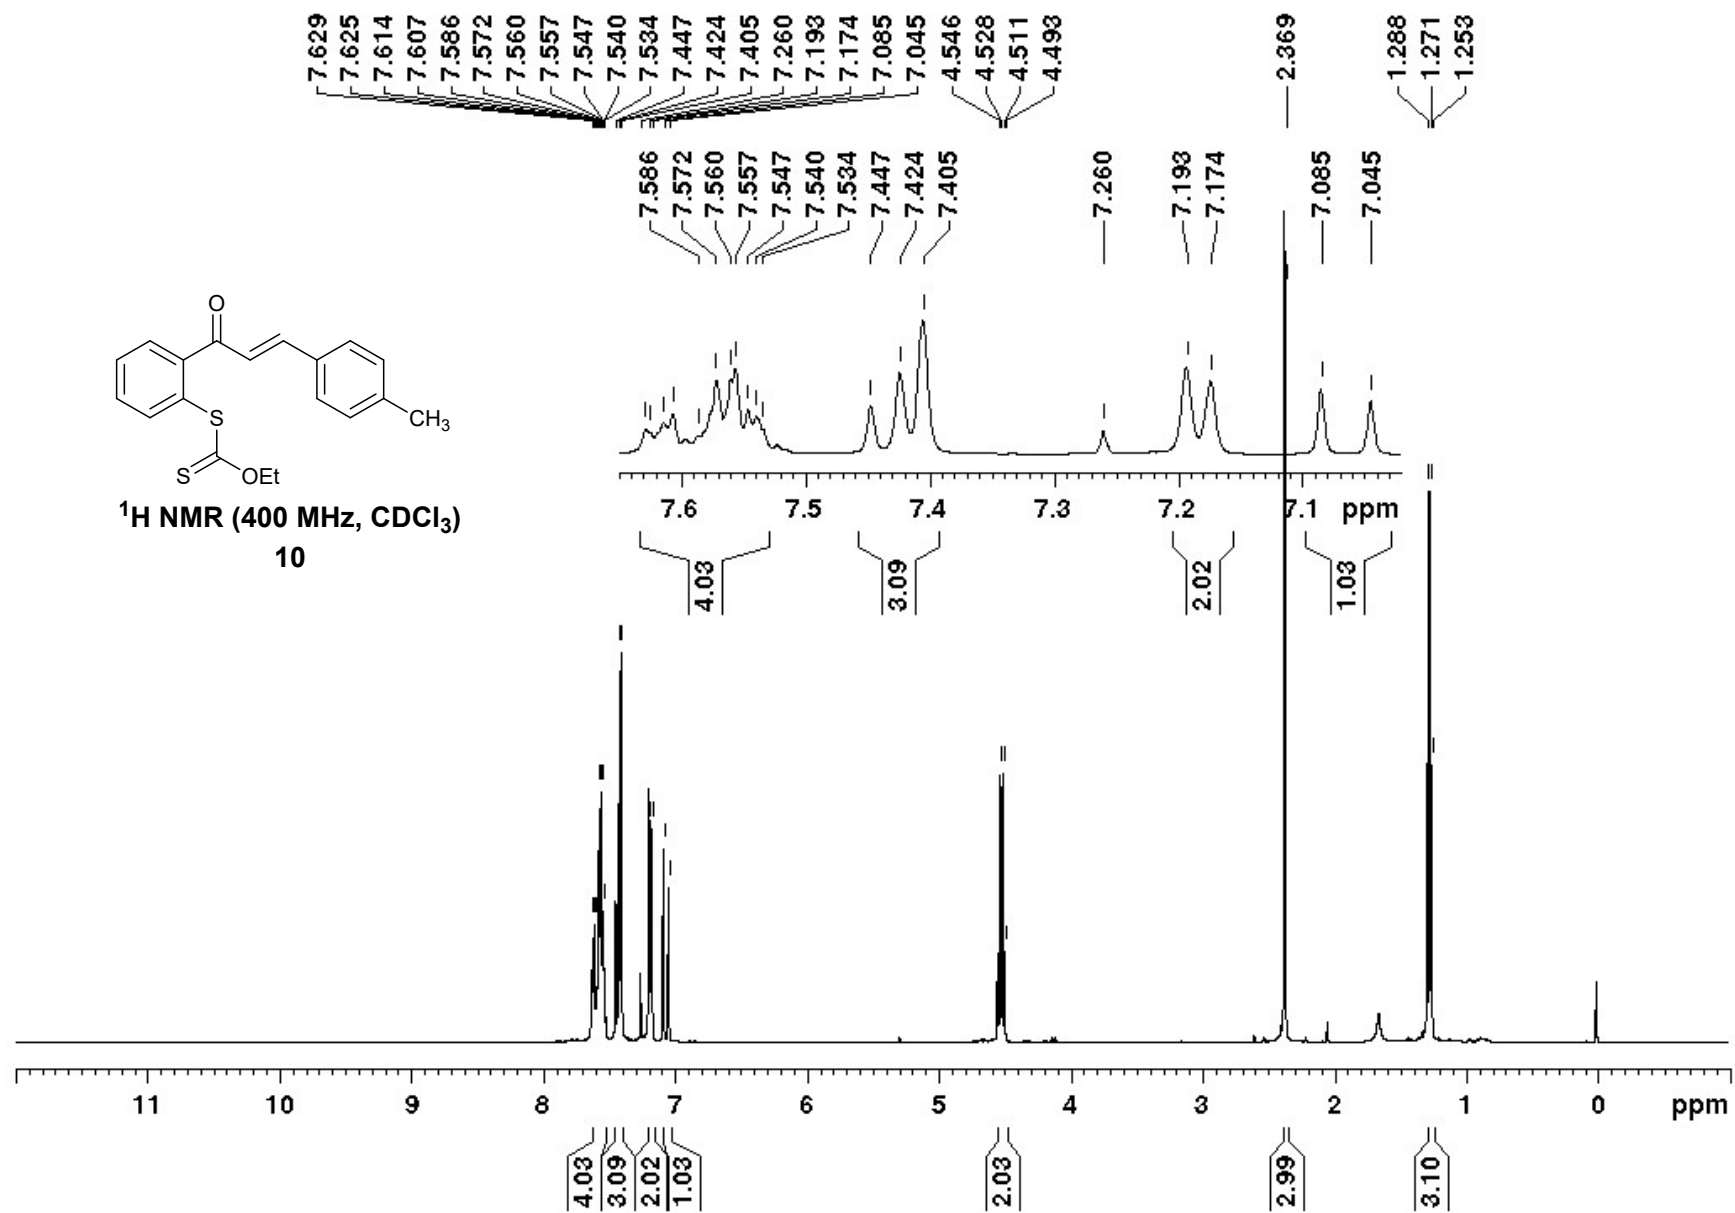 7.629 7.625 7.614 7.607 7.586 7.572 7.560 7.557 7.547 7.540 7.534 7.447 7.424 7.405 7.260 7.193 7.174 7.085 7.045 4.546 4.528 4.511 4.493 2.369 1.288 1.271 1.253
7.586 7.572 7.560 7.557 7.547 7.540 7.534 7.447 7.424 7.405 7.260 7.193 7.174 7.085 7.045
O
CH₃
S
S
OEt
¹H NMR (400 MHz, CDCl₃)
10
7.6 7.5 7.4 7.3 7.2 7.1 ppm
4.03 3.09 2.02 1.03
11 10 9 8 7 6 5 4 3 2 1 0 ppm
4.03 3.09 2.02 1.03 2.03 2.99 3.10